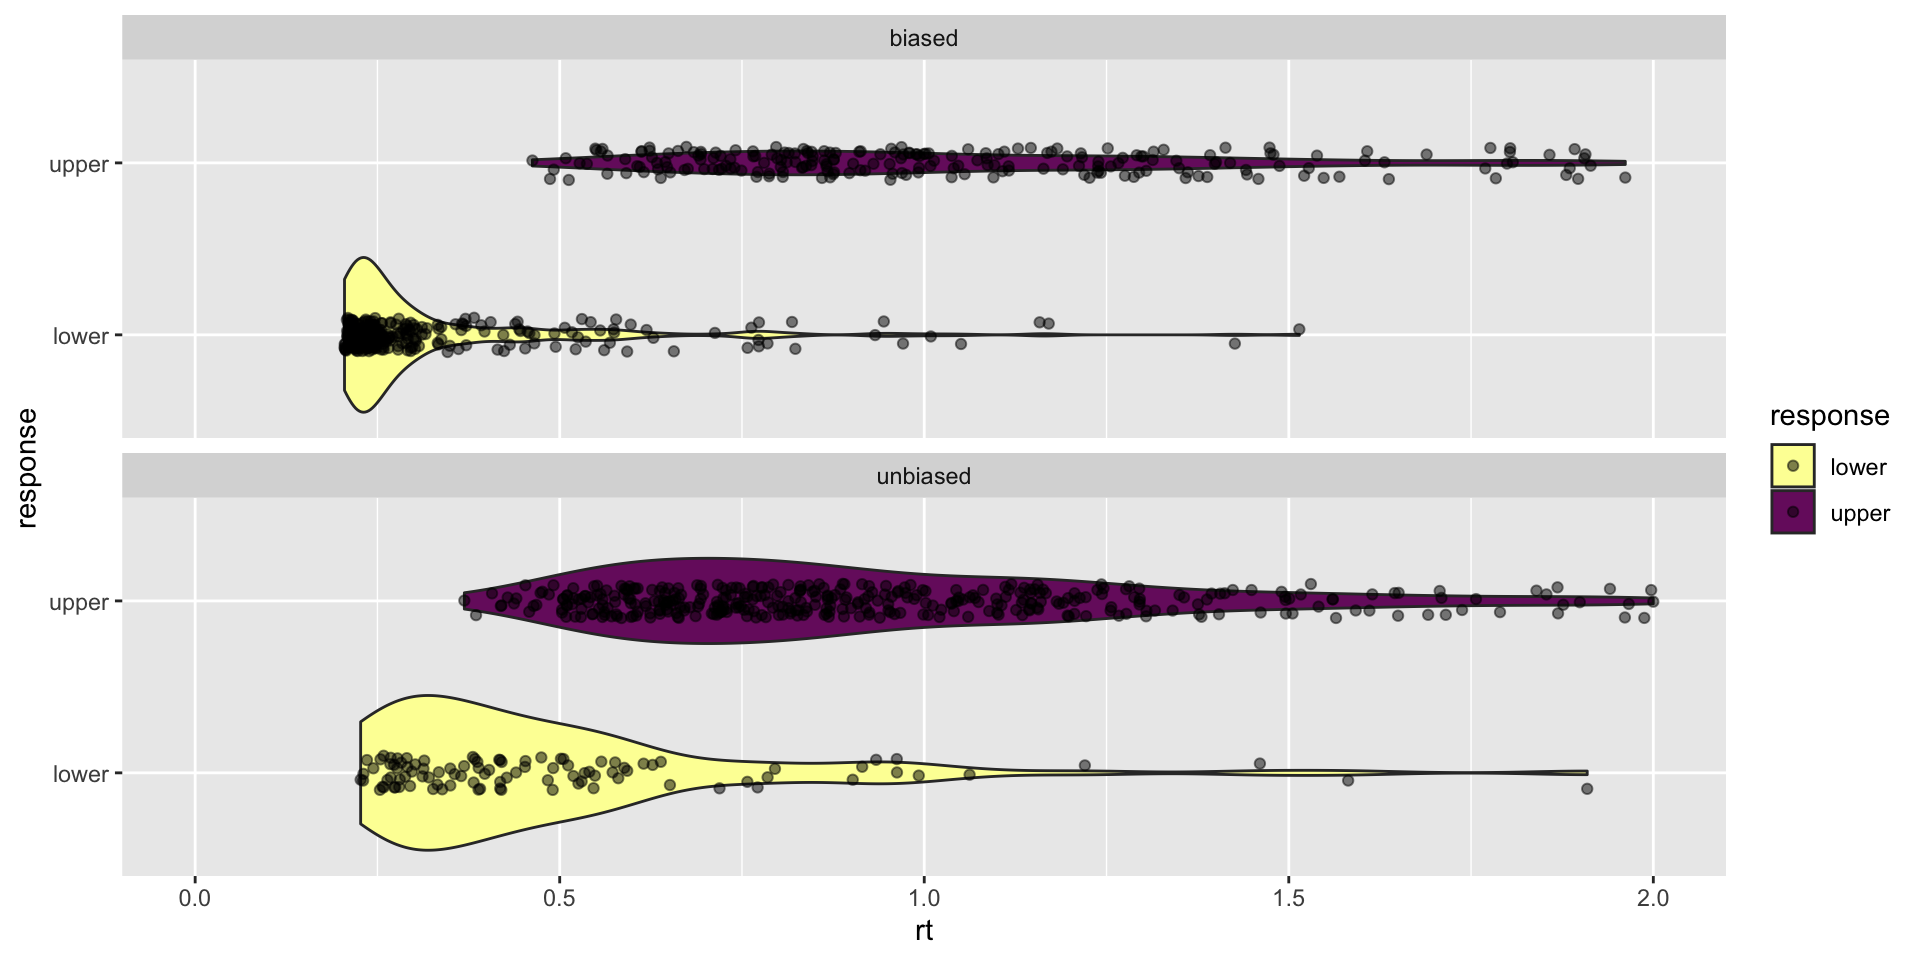 biased
upper
lower
unbiased
upper
lower
0.0 0.5 1.0 1.5 2.0
rt
response
response
lower
upper